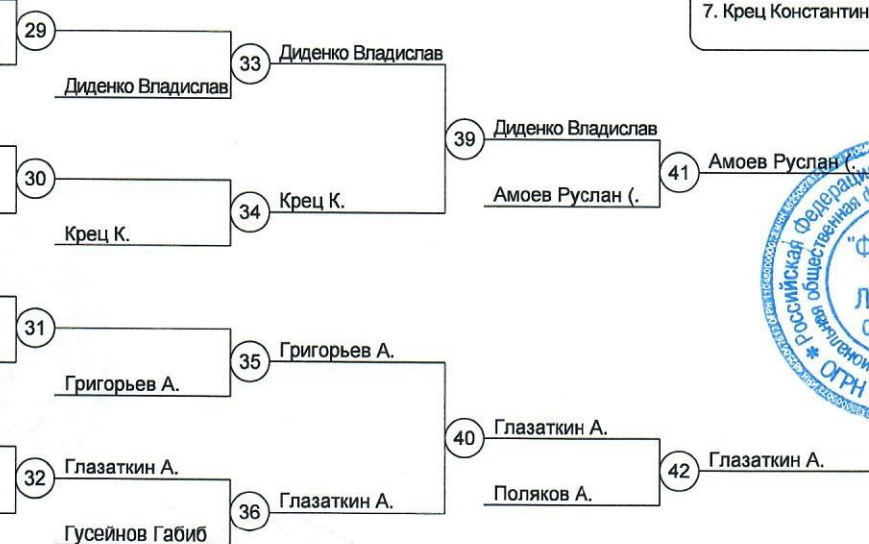 7. Крец Константин
29
33 Диденко Владислав
Диденко Владислав
39 Диденко Владислав
41 Амоев Руслан (.
30
Амоев Руслан (.
34 Крец К.
Крец К.
31
35 Григорьев А.
Григорьев А.
40 Глазаткин А.
32 Глазаткин А.
42 Глазаткин А.
Поляков А.
36 Глазаткин А.
Гусейнов Габиб
* Российская Федерация
общественная
ОГРН